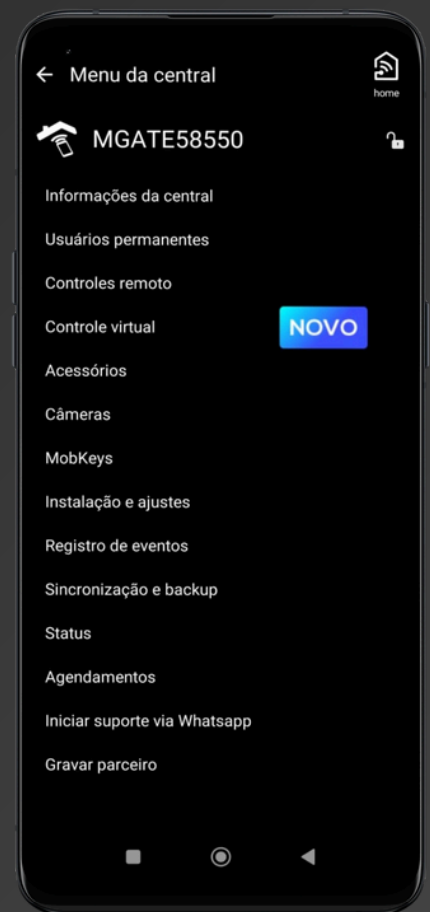 Menu da central
home
MGATE58550
Informações da central
Usuários permanentes
Controles remoto
Controle virtual NOVO
Acessórios
Câmeras
MobKeys
Instalação e ajustes
Registro de eventos
Sincronização e backup
Status
Agendamentos
Iniciar suporte via Whatsapp
Gravar parceiro